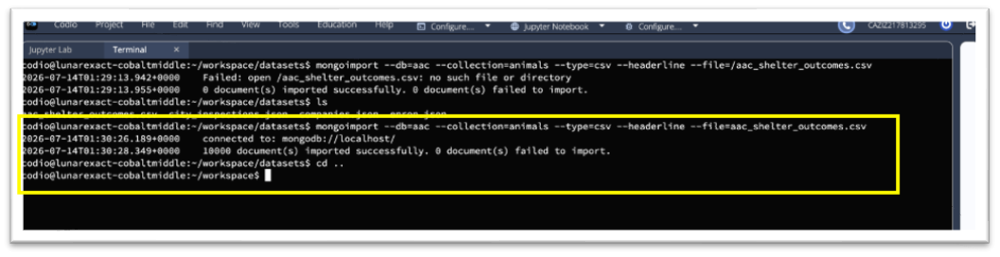 Codio Project File Edit Find View Tools Education Help Configure... Jupyter Notebook Configure... CAZIZ217813295
Jupyter Lab Terminal ×
codio@lunarexact-cobaltmiddle:~/workspace/datasets$ mongoimport --db=aac --collection=animals --type=csv --headerline --file=/aac_shelter_outcomes.csv
2026-07-14T01:29:13.942+0000 Failed: open /aac_shelter_outcomes.csv: no such file or directory
2026-07-14T01:29:13.955+0000 0 document(s) imported successfully. 0 document(s) failed to import.
codio@lunarexact-cobaltmiddle:~/workspace/datasets$ ls
aac_shelter_outcomes.csv city_inspections.json companies.json enron.json
codio@lunarexact-cobaltmiddle:~/workspace/datasets$ mongoimport --db=aac --collection=animals --type=csv --headerline --file=aac_shelter_outcomes.csv
2026-07-14T01:30:26.189+0000 connected to: mongodb://localhost/
2026-07-14T01:30:28.349+0000 10000 document(s) imported successfully. 0 document(s) failed to import.
codio@lunarexact-cobaltmiddle:~/workspace/datasets$ cd ..
codio@lunarexact-cobaltmiddle:~/workspace$